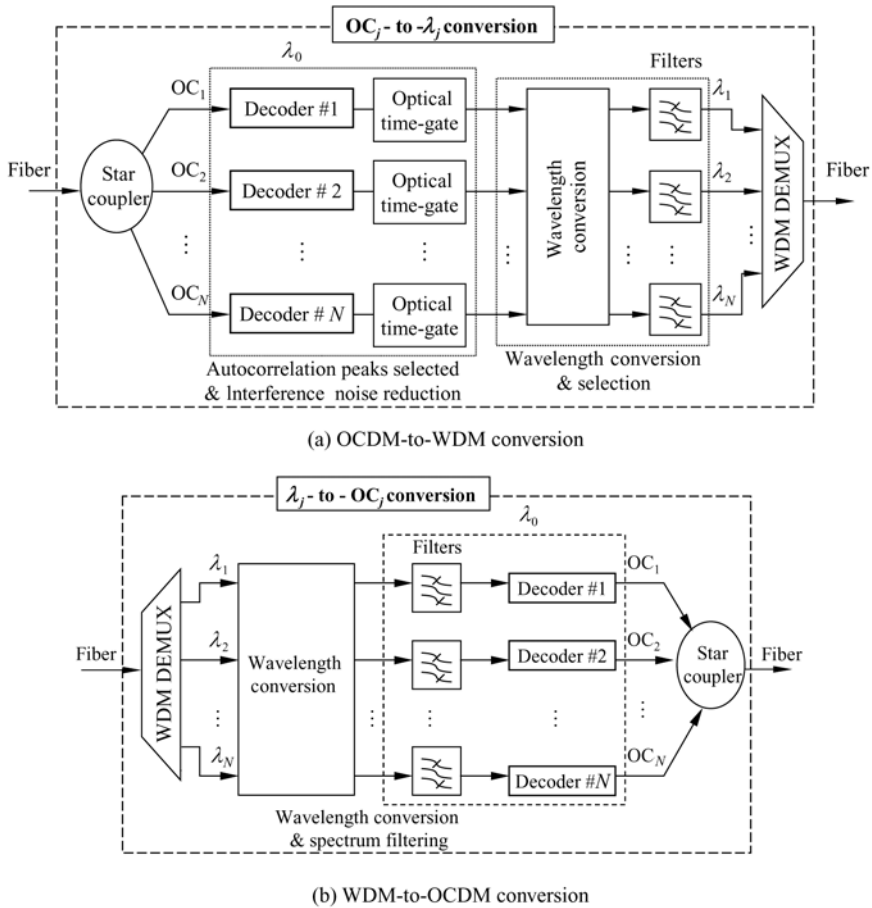 OCj - to -λj conversion
λ0
Filters
OC1
Decoder #1
Optical
time-gate
λ1
Fiber
Star
coupler
OC2
Decoder # 2
Optical
time-gate
Wavelength
conversion
λ2
WDM DEMUX
Fiber
⋮
⋯
OCN
Decoder # N
Optical
time-gate
λN
Autocorrelation peaks selected
& Interference noise reduction
Wavelength conversion
& selection
(a) OCDM-to-WDM conversion
λj - to - OCj conversion
λ0
Filters
λ1
Decoder #1
OC1
Fiber
WDM DEMUX
λ2
Wavelength
conversion
Decoder #2
OC2
Star
coupler
Fiber
λN
Decoder #N
OCN
Wavelength conversion
& spectrum filtering
(b) WDM-to-OCDM conversion